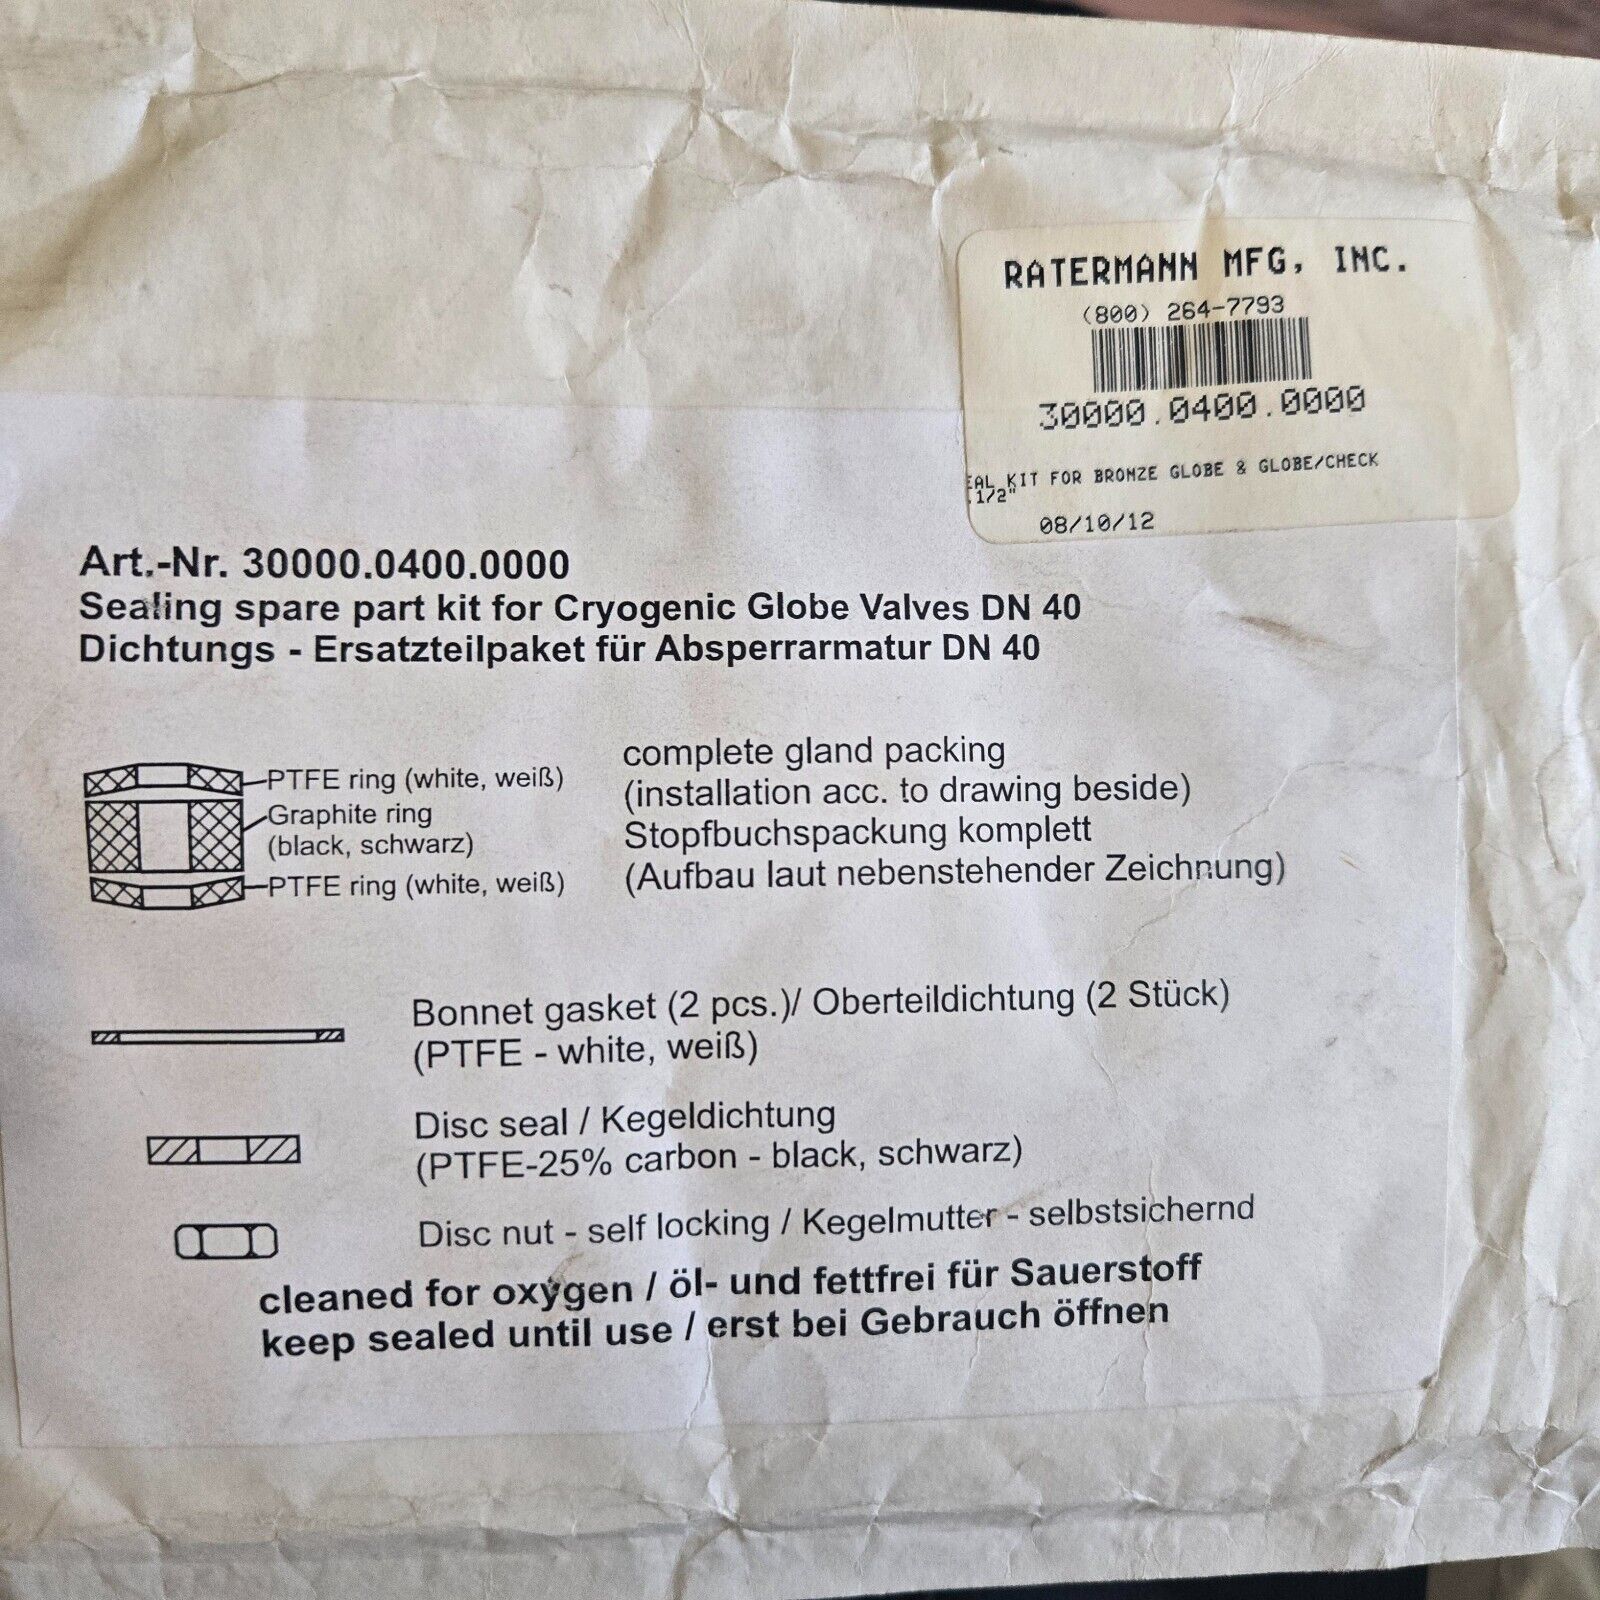 RATERMANN MFG, INC.
(800) 264-7793
30000.0400.0000
KIT FOR BRONZE GLOBE & GLOBE/CHECK
1/2"
08/10/12
Art.-Nr. 30000.0400.0000
Sealing spare part kit for Cryogenic Globe Valves DN 40
Dichtungs - Ersatzteilpaket für Absperrarmatur DN 40
PTFE ring (white, weiß)
Graphite ring
(black, schwarz)
PTFE ring (white, weiß)
complete gland packing
(installation acc. to drawing beside)
Stopfbuchspackung komplett
(Aufbau laut nebenstehender Zeichnung)
Bonnet gasket (2 pcs.)/ Oberteildichtung (2 Stück)
(PTFE - white, weiß)
Disc seal / Kegeldichtung
(PTFE-25% carbon - black, schwarz)
Disc nut - self locking / Kegelmutter - selbstsichernd
cleaned for oxygen / öl- und fettfrei für Sauerstoff
keep sealed until use / erst bei Gebrauch öffnen